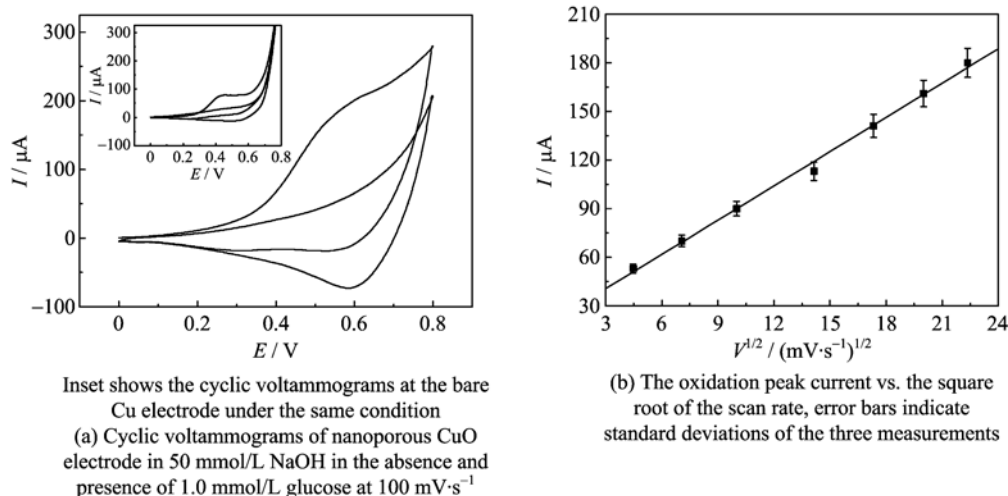 300
200
100
0
−100
I / μA
0
0.2
0.4
0.6
0.8
E / V
300
200
100
0
−100
I / μA
0
0.2
0.4
0.6
0.8
E / V
Inset shows the cyclic voltammograms at the bare
Cu electrode under the same condition
(a) Cyclic voltammograms of nanoporous CuO
electrode in 50 mmol/L NaOH in the absence and
presence of 1.0 mmol/L glucose at 100 mV·s⁻¹
210
180
150
120
90
60
30
I / μA
3
6
9
12
15
18
21
24
V^1/2 / (mV·s⁻¹)^1/2
(b) The oxidation peak current vs. the square
root of the scan rate, error bars indicate
standard deviations of the three measurements